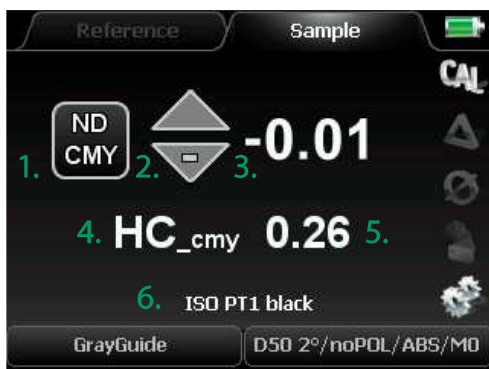 Reference Sample
CAL
ND
CMY
1. 2. 3. -0.01
4. HC_cmy 0.26 5.
6. ISO PT1 black
GrayGuide D50 2°/noPOL/ABS/M0